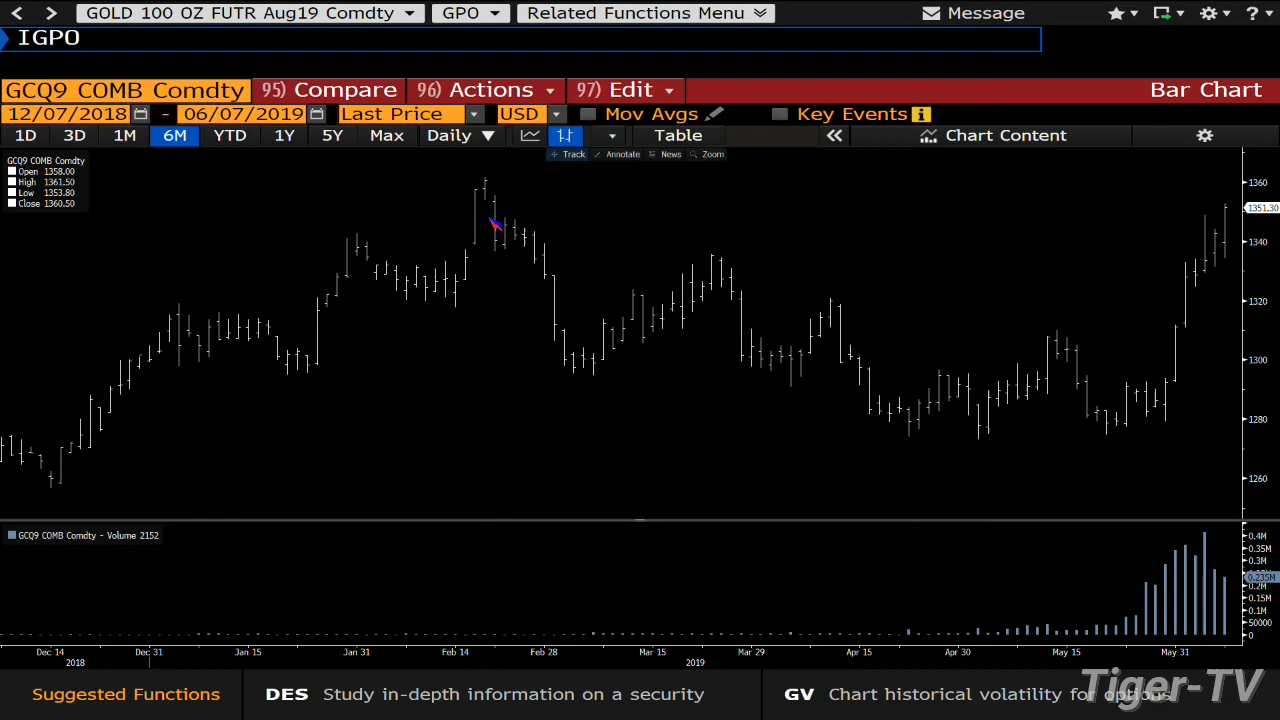 GOLD 100 OZ FUTR Aug19 Comdty GPO Related Functions Menu Message ?
IGPO
GCQ9 COMB Comdty 95) Compare 96) Actions 97) Edit Bar Chart
12/07/2018 - 06/07/2019 Last Price USD Mov Avgs Key Events i
1D 3D 1M 6M YTD 1Y 5Y Max Daily Table Chart Content
Track Annotate News Zoom
GCQ9 COMB Comdty
Open 1358.00
High 1361.50
Low 1353.80
Close 1360.50
1360
1351.30
1340
1320
1300
1280
1260
GCQ9 COMB Comdty - Volume 2152
0.4M
0.35M
0.3M
0.235M
0.2M
0.15M
0.1M
50000
0
Dec 14 Dec 31 Jan 15 Jan 31 Feb 14 Feb 28 Mar 15 Mar 29 Apr 15 Apr 30 May 15 May 31
2018 2019
Suggested Functions DES Study in-depth information on a security GV Chart historical volatility for options
Tiger-TV